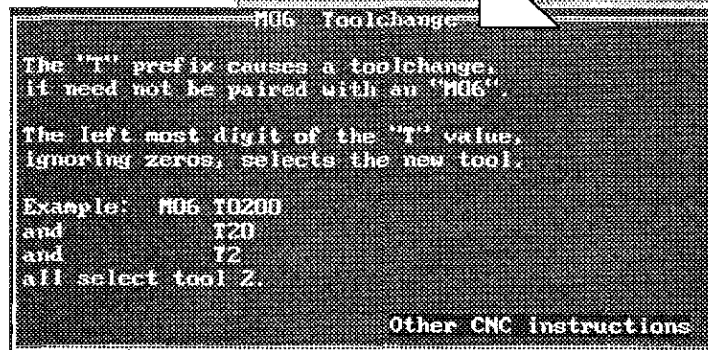 M06 Toolchange
The "T" prefix causes a toolchange,
it need not be paired with an "M06".
The left most digit of the "T" value,
ignoring zeros, selects the new tool.
Example: M06 T0200
and T20
and T2
all select tool 2.
Other CNC instructions